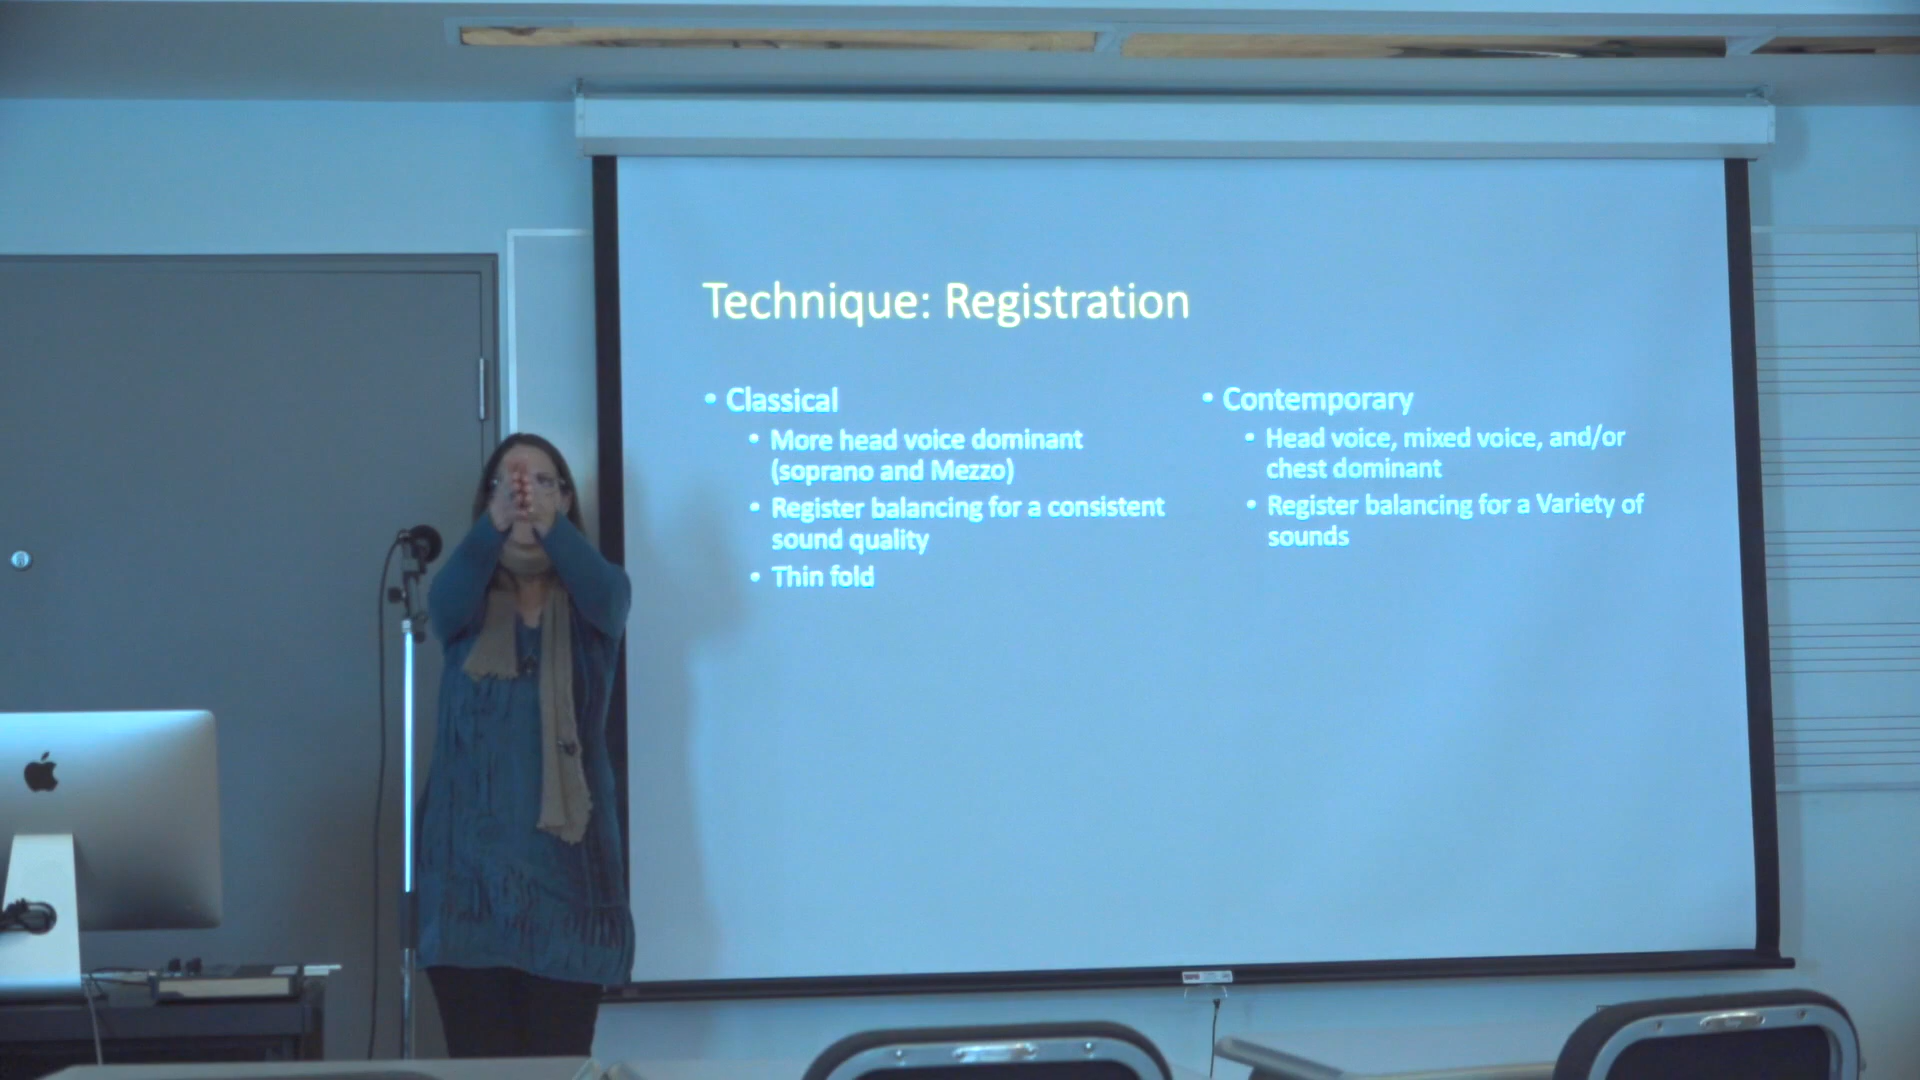 Technique: Registration
• Classical
• More head voice dominant
(soprano and Mezzo)
• Register balancing for a consistent
sound quality
• Thin fold
• Contemporary
• Head voice, mixed voice, and/or
chest dominant
• Register balancing for a Variety of
sounds